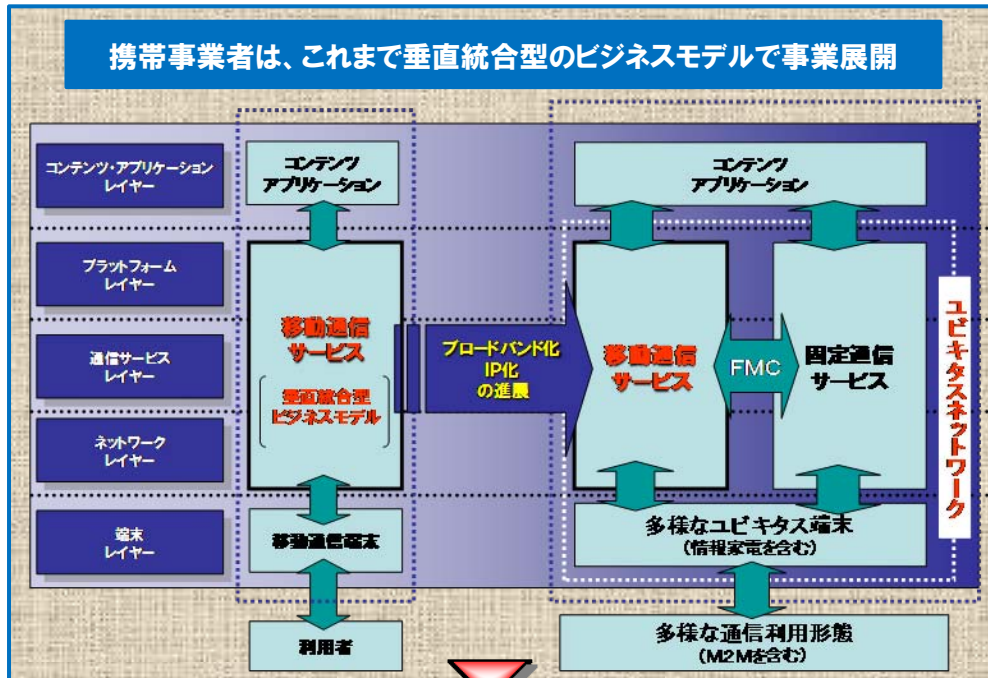 携帯事業者は、これまで垂直統合型のビジネスモデルで事業展開
コンテンツ・アプリケーション
レイヤー
プラットフォーム
レイヤー
通信サービス
レイヤー
ネットワーク
レイヤー
端末
レイヤー
コンテンツ
アプリケーション
移動通信
サービス
垂直統合型
ビジネスモデル
移動通信端末
利用者
ブロードバンド化
IP化
の進展
コンテンツ
アプリケーション
移動通信
サービス
FMC
固定通信
サービス
ユビキタスネットワーク
多様なユビキタス端末
(情報家電を含む)
多様な通信利用形態
(M2Mを含む)